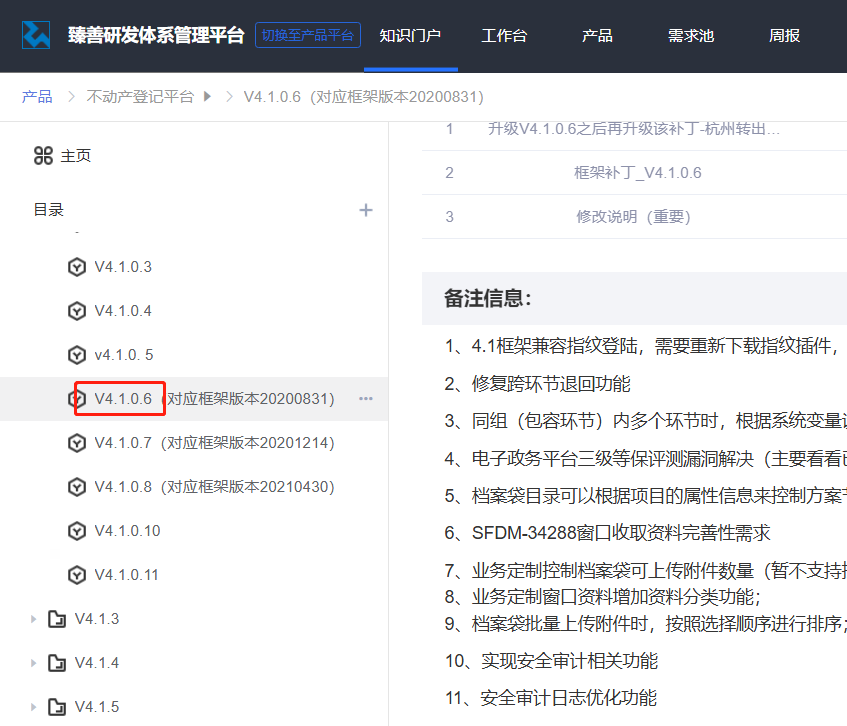 臻善研发体系管理平台 切换至产品平台 知识门户 工作台 产品 需求池 周报
产品 不动产登记平台 V4.1.0.6（对应框架版本20200831）
主页
目录
V4.1.0.3
V4.1.0.4
v4.1.0. 5
V4.1.0.6（对应框架版本20200831）
V4.1.0.7（对应框架版本20201214）
V4.1.0.8（对应框架版本20210430）
V4.1.0.10
V4.1.0.11
V4.1.3
V4.1.4
V4.1.5
1 升级V4.1.0.6之后再升级该补丁-杭州转出...
2 框架补丁_V4.1.0.6
3 修改说明（重要）
备注信息：
1、4.1框架兼容指纹登陆，需要重新下载指纹插件，
2、修复跨环节退回功能
3、同组（包容环节）内多个环节时，根据系统变量
4、电子政务平台三级等保评测漏洞解决（主要看看
5、档案袋目录可以根据项目的属性信息来控制方案
6、SFDM-34288窗口收取资料完善性需求
7、业务定制控制档案袋可上传附件数量（暂不支持
8、业务定制窗口资料增加资料分类功能；
9、档案袋批量上传附件时，按照选择顺序进行排序；
10、实现安全审计相关功能
11、安全审计日志优化功能